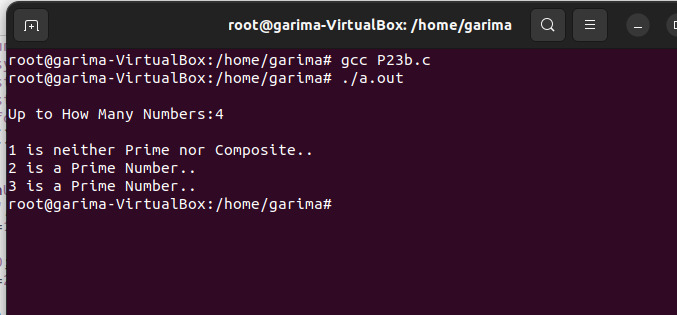 root@garima-VirtualBox: /home/garima
root@garima-VirtualBox:/home/garima# gcc P23b.c
root@garima-VirtualBox:/home/garima# ./a.out
Up to How Many Numbers:4
1 is neither Prime nor Composite..
2 is a Prime Number..
3 is a Prime Number..
root@garima-VirtualBox:/home/garima#